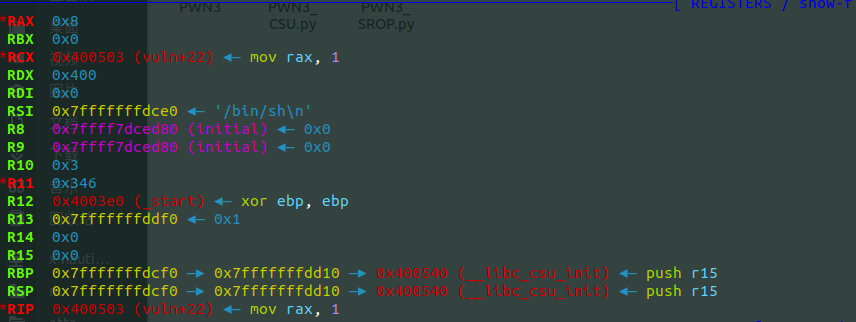 PWN3 PWN3_ PWN3_
CSU.py SROP.py
[ REGISTERS / show-f
*RAX 0x8
RBX 0x0
*RCX 0x400503 (vuln+22) ◂— mov rax, 1
RDX 0x400
RDI 0x0
RSI 0x7fffffffdce0 ◂— '/bin/sh\n'
R8 0x7ffff7dced80 (initial) ◂— 0x0
R9 0x7ffff7dced80 (initial) ◂— 0x0
R10 0x3
*R11 0x346
R12 0x4003e0 (_start) ◂— xor ebp, ebp
R13 0x7fffffffddf0 ◂— 0x1
R14 0x0
R15 0x0
RBP 0x7fffffffdcf0 —▸ 0x7fffffffdd10 —▸ 0x400540 (__libc_csu_init) ◂— push r15
RSP 0x7fffffffdcf0 —▸ 0x7fffffffdd10 —▸ 0x400540 (__libc_csu_init) ◂— push r15
*RIP 0x400503 (vuln+22) ◂— mov rax, 1